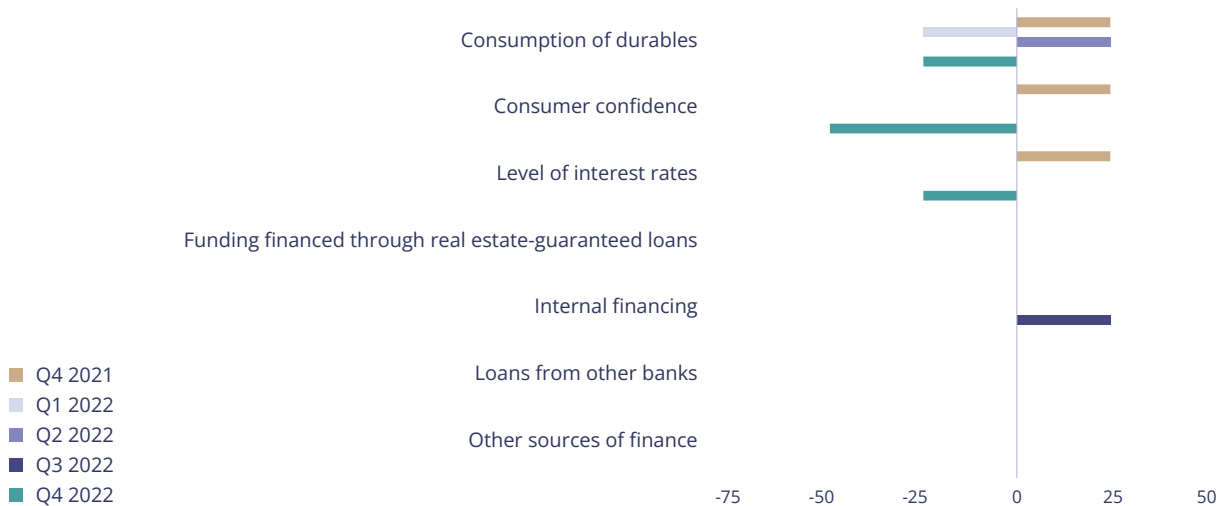 Consumption of durables
Consumer confidence
Level of interest rates
Funding financed through real estate-guaranteed loans
Internal financing
Loans from other banks
Other sources of finance
Q4 2021
Q1 2022
Q2 2022
Q3 2022
Q4 2022
-75 -50 -25 0 25 50